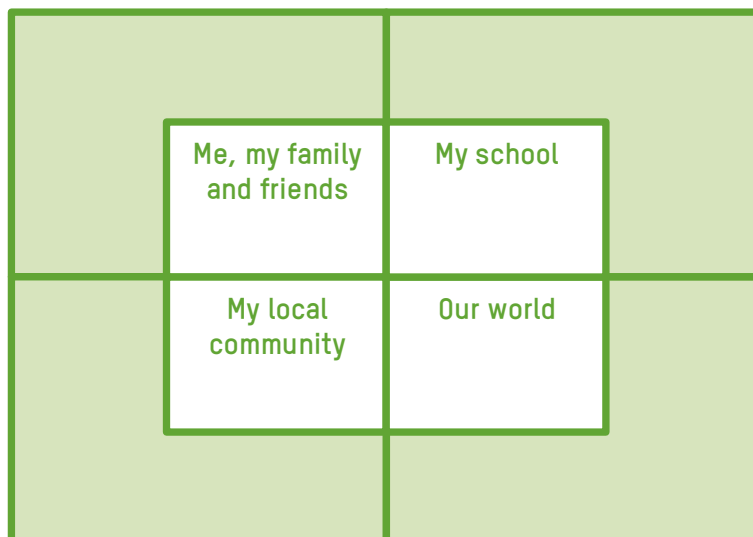 Me, my family
and friends
My school
My local
community
Our world